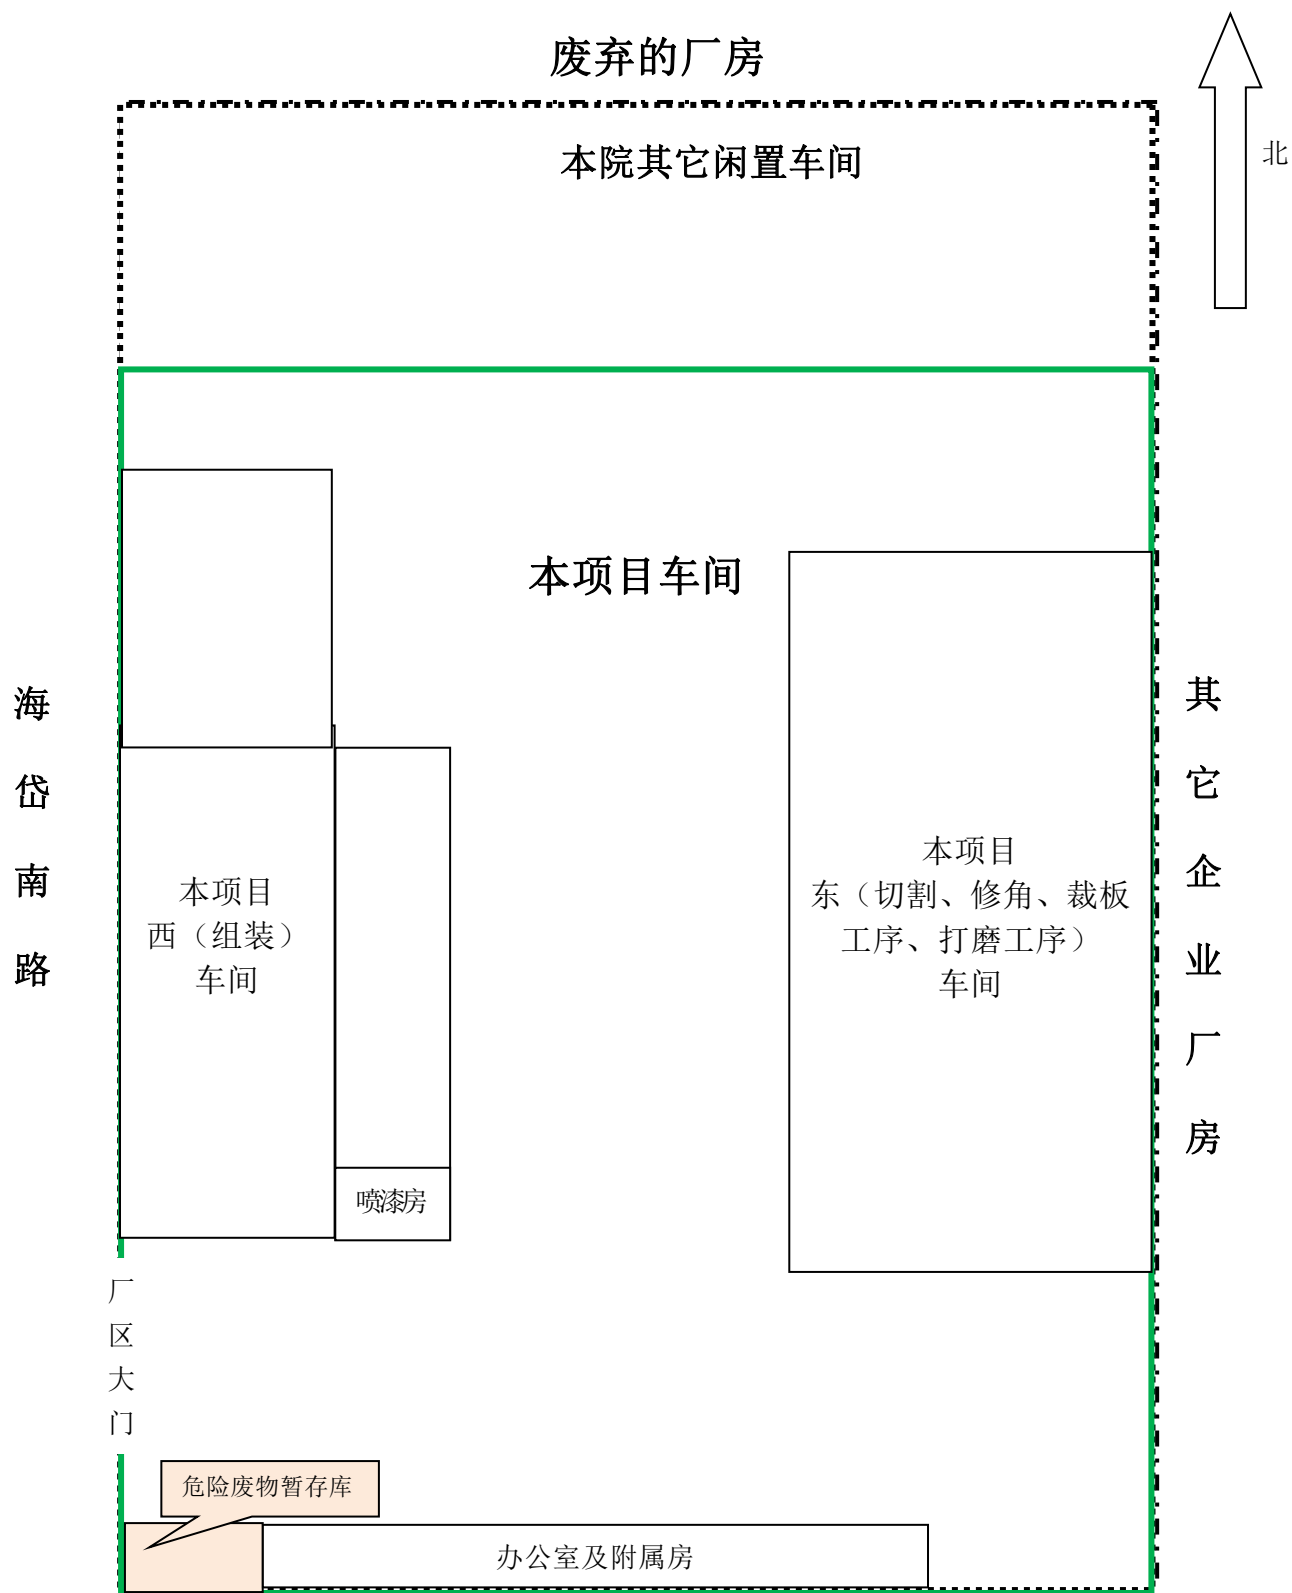 废弃的厂房
北
本院其它闲置车间
本项目车间
海岱南路
本项目
西（组装）
车间
喷漆房
本项目
东（切割、修角、裁板
工序、打磨工序）
车间
其它企业厂房
厂区大门
危险废物暂存库
办公室及附属房